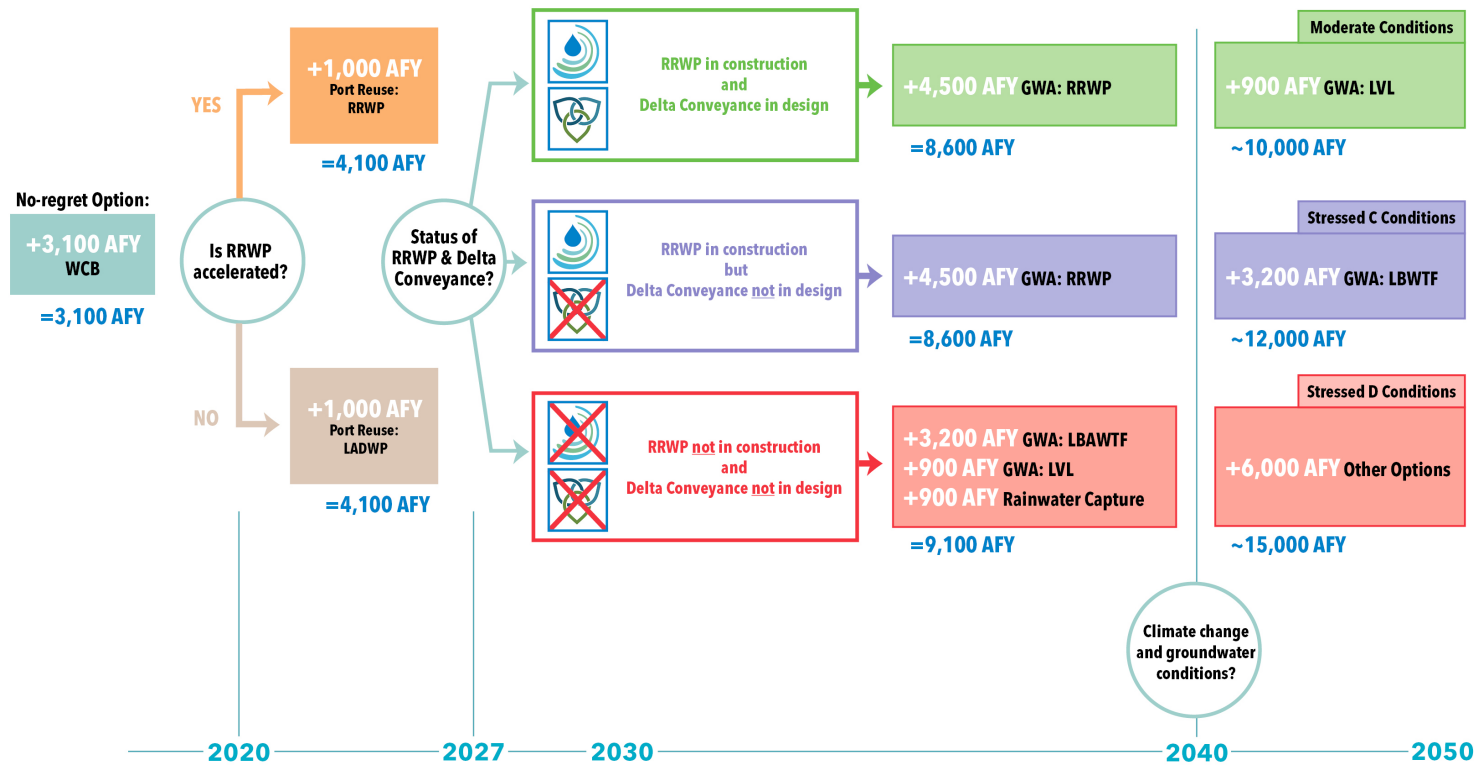 No-regret Option:
+3,100 AFY
WCB
=3,100 AFY
Is RRWP
accelerated?
YES
+1,000 AFY
Port Reuse:
RRWP
=4,100 AFY
NO
+1,000 AFY
Port Reuse:
LADWP
=4,100 AFY
Status of
RRWP & Delta
Conveyance?
RRWP in construction
and
Delta Conveyance in design
+4,500 AFY GWA: RRWP
=8,600 AFY
Moderate Conditions
+900 AFY GWA: LVL
~10,000 AFY
RRWP in construction
but
Delta Conveyance not in design
+4,500 AFY GWA: RRWP
=8,600 AFY
Stressed C Conditions
+3,200 AFY GWA: LBWTF
~12,000 AFY
RRWP not in construction
and
Delta Conveyance not in design
+3,200 AFY GWA: LBAWTF
+900 AFY GWA: LVL
+900 AFY Rainwater Capture
=9,100 AFY
Stressed D Conditions
+6,000 AFY Other Options
~15,000 AFY
Climate change
and groundwater
conditions?
2020
2027
2030
2040
2050